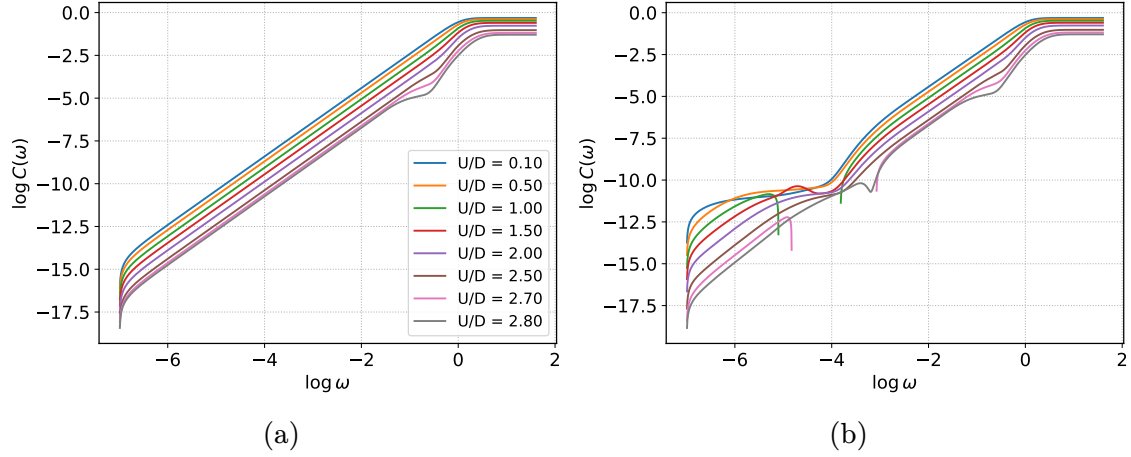 0.0
−2.5
−5.0
−7.5
−10.0
−12.5
−15.0
−17.5
log C(ω)
−6
−4
−2
0
2
log ω
U/D = 0.10
U/D = 0.50
U/D = 1.00
U/D = 1.50
U/D = 2.00
U/D = 2.50
U/D = 2.70
U/D = 2.80
(a)
0.0
−2.5
−5.0
−7.5
−10.0
−12.5
−15.0
−17.5
log C(ω)
−6
−4
−2
0
2
log ω
(b)